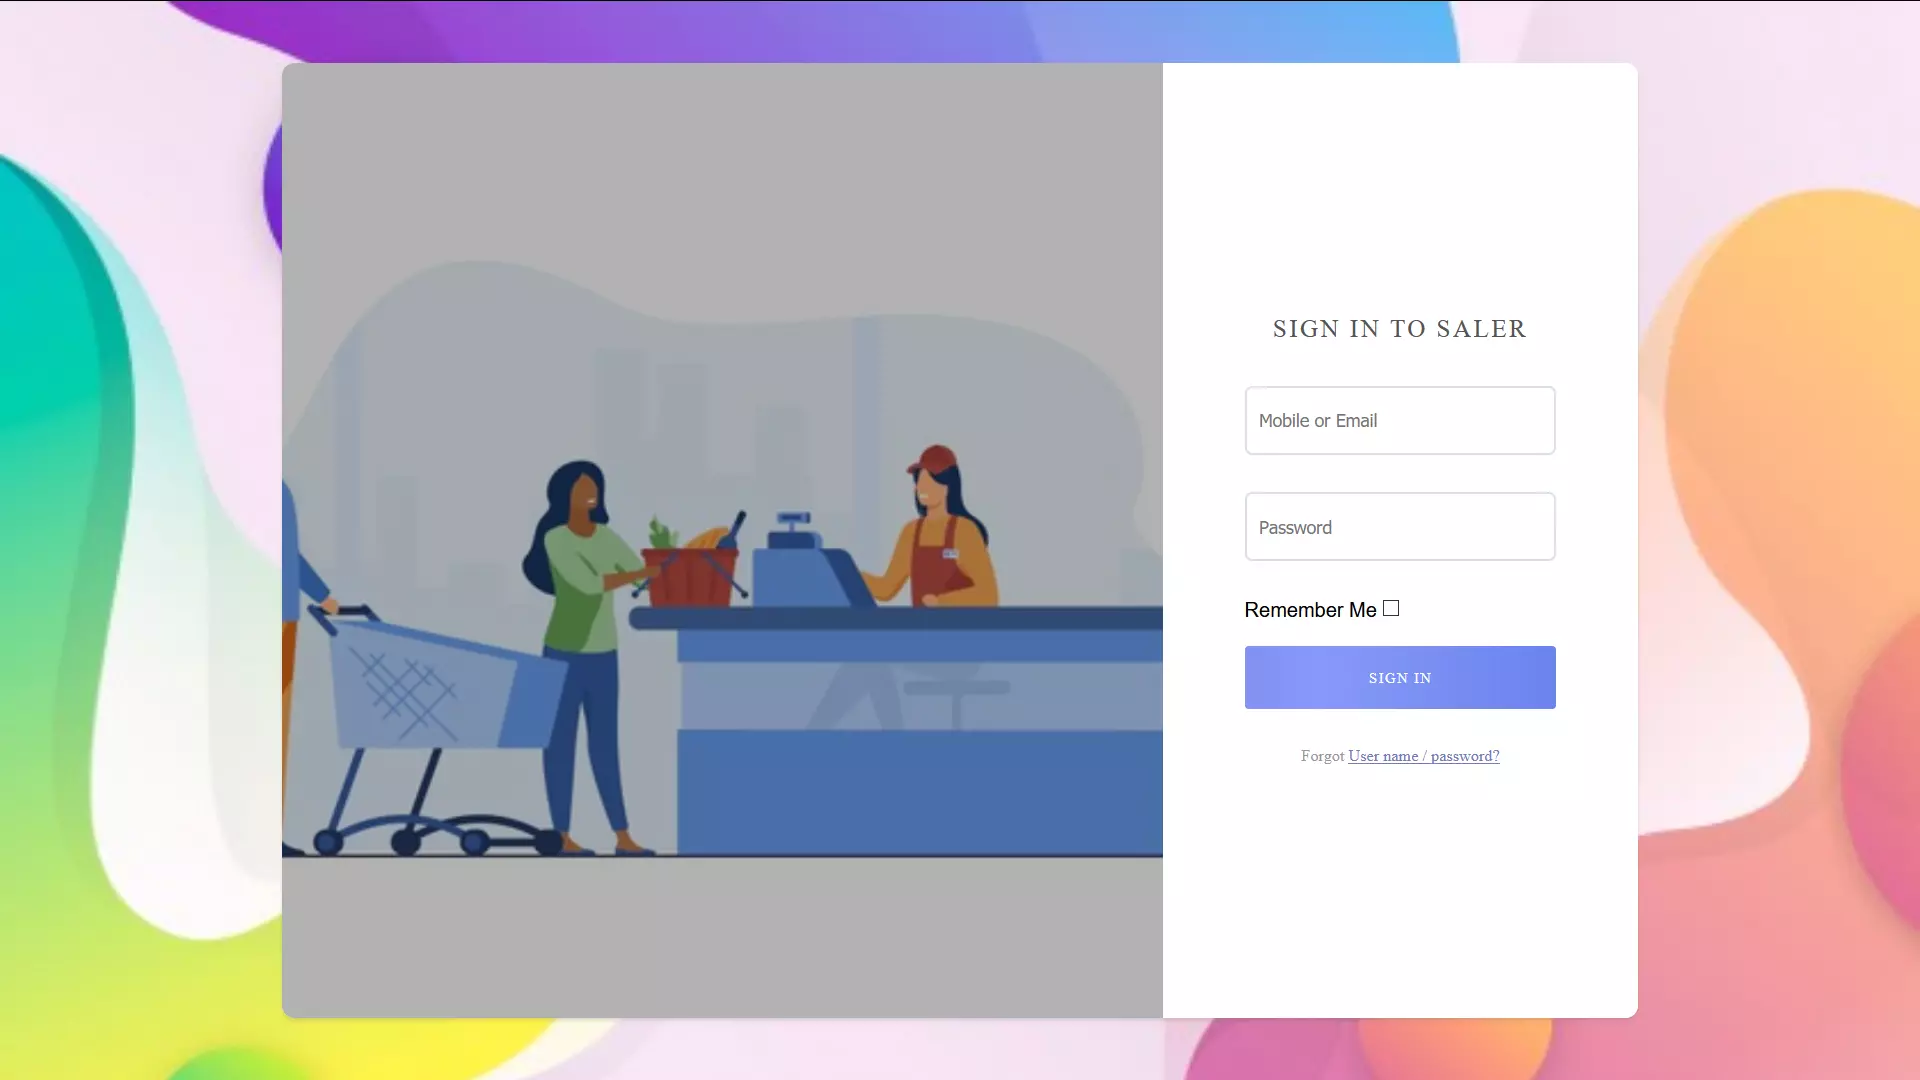 SIGN IN TO SALER
Mobile or Email
Password
Remember Me
SIGN IN
Forgot User name / password?